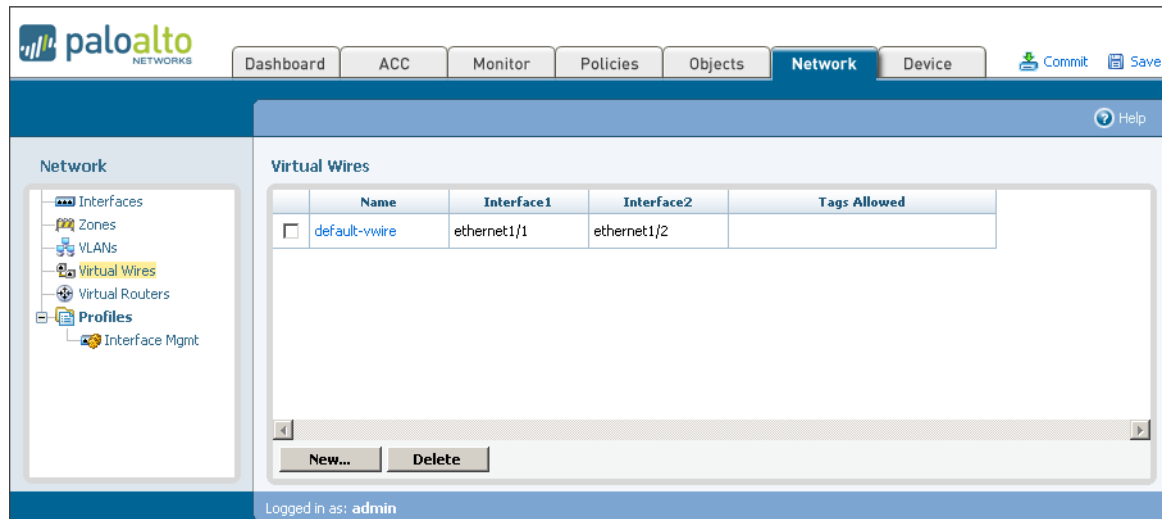 paloalto
NETWORKS
Dashboard ACC Monitor Policies Objects Network Device Commit Save
Help
Network
Interfaces
Zones
VLANs
Virtual Wires
Virtual Routers
Profiles
Interface Mgmt
Virtual Wires
Name Interface1 Interface2 Tags Allowed
default-vwire ethernet1/1 ethernet1/2
New... Delete
Logged in as: admin